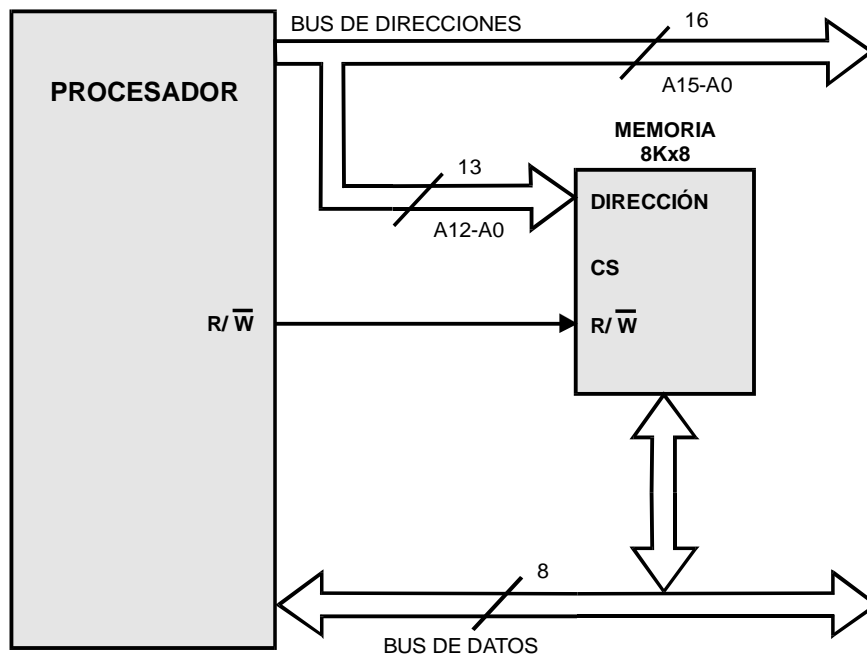 BUS DE DIRECCIONES
16
PROCESADOR
A15-A0
MEMORIA
8Kx8
13
DIRECCIÓN
A12-A0
CS
R/ W̅
R/ W̅
8
BUS DE DATOS